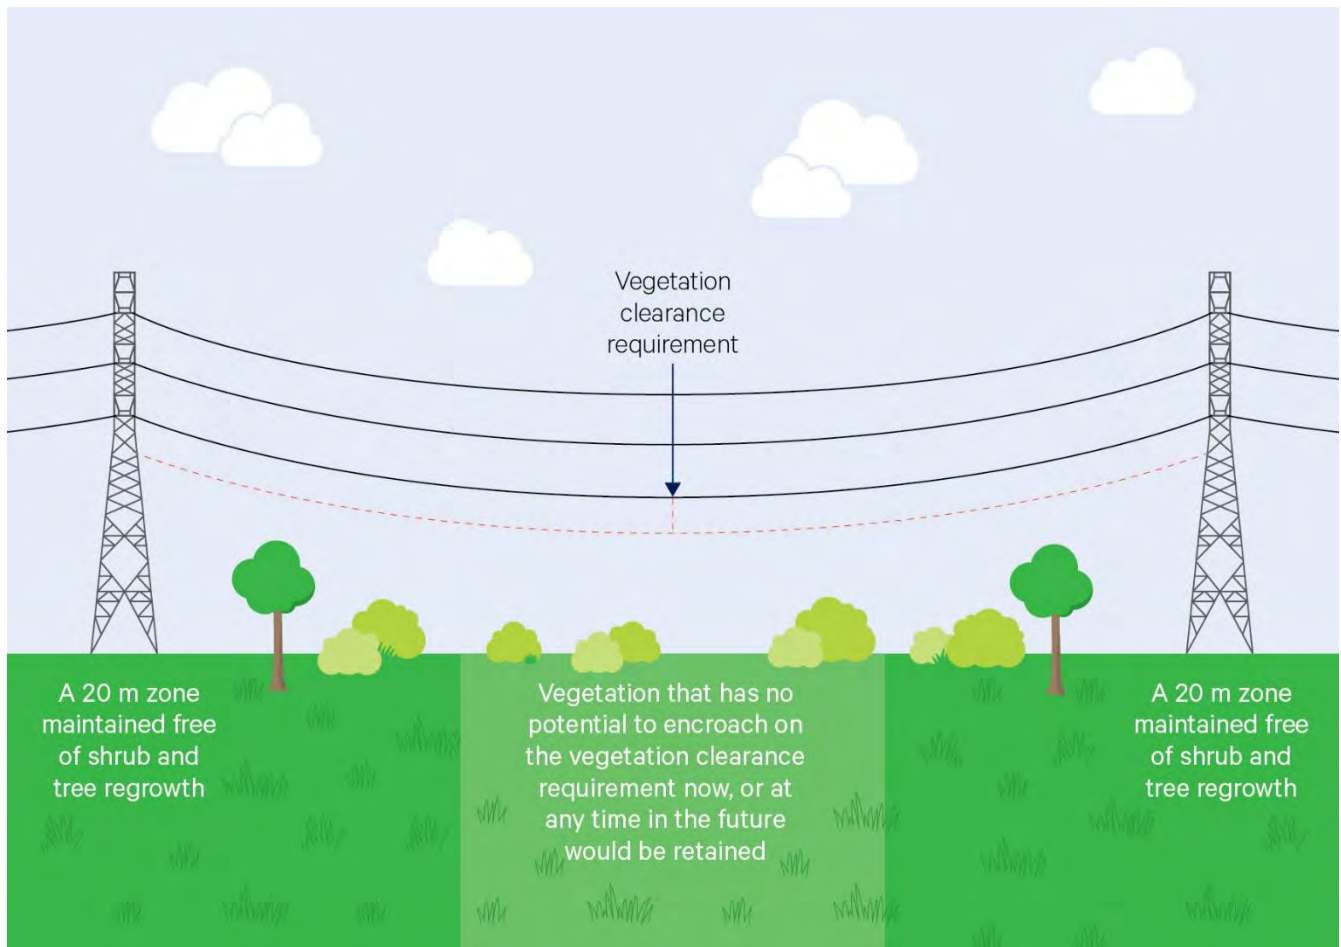 Vegetation
clearance
requirement
A 20 m zone
maintained free
of shrub and
tree regrowth
Vegetation that has no
potential to encroach on
the vegetation clearance
requirement now, or at
any time in the future
would be retained
A 20 m zone
maintained free
of shrub and
tree regrowth